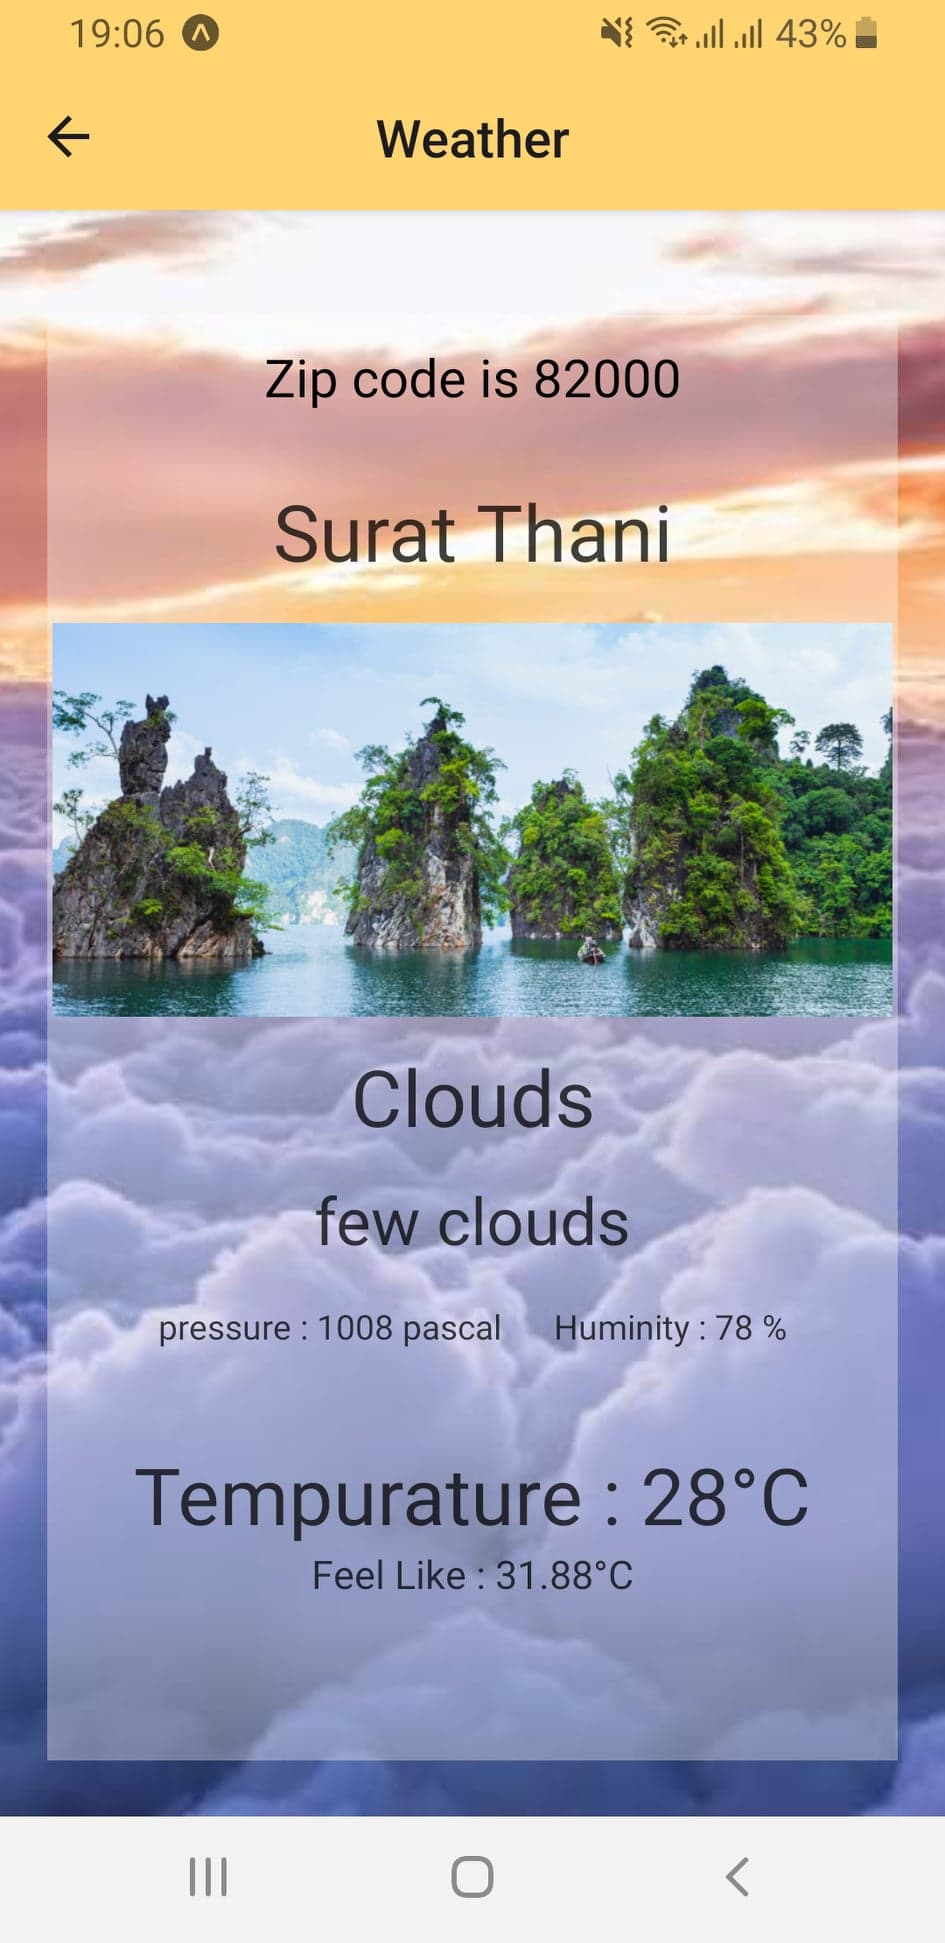 19:06 43%
Weather
Zip code is 82000
Surat Thani
Clouds
few clouds
pressure : 1008 pascal Huminity : 78 %
Tempurature : 28°C
Feel Like : 31.88°C